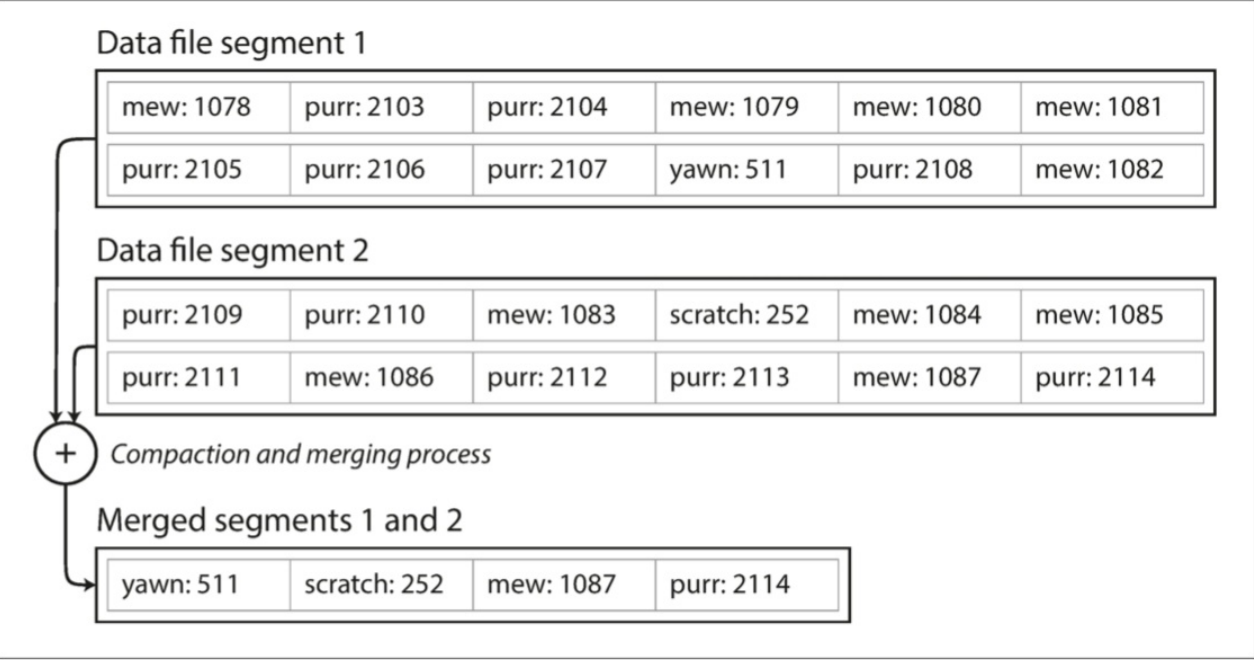 Data file segment 1
mew: 1078 purr: 2103 purr: 2104 mew: 1079 mew: 1080 mew: 1081
purr: 2105 purr: 2106 purr: 2107 yawn: 511 purr: 2108 mew: 1082
Data file segment 2
purr: 2109 purr: 2110 mew: 1083 scratch: 252 mew: 1084 mew: 1085
purr: 2111 mew: 1086 purr: 2112 purr: 2113 mew: 1087 purr: 2114
+ Compaction and merging process
Merged segments 1 and 2
yawn: 511 scratch: 252 mew: 1087 purr: 2114